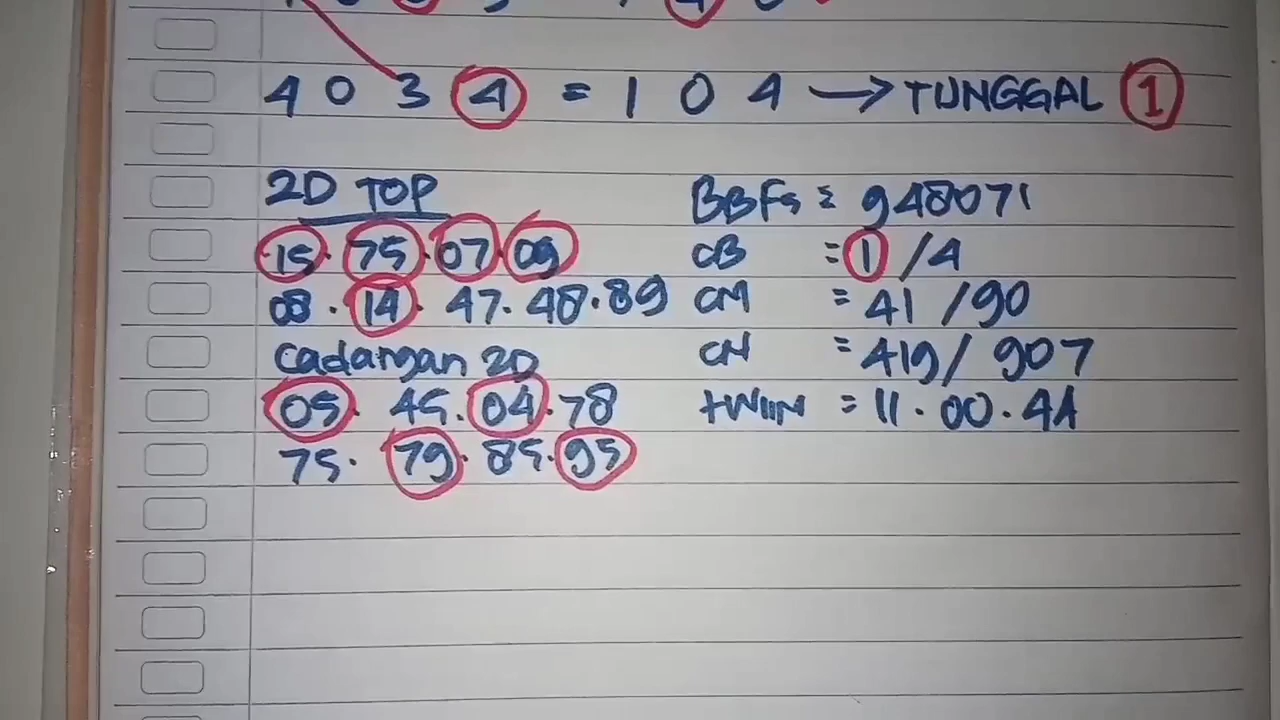 4 0 3 4 = 1 0 4 → TUNGGAL 1
2D TOP
15. 75. 07. 09
08. 14. 47. 48. 89
Cadangan 2D
05. 45. 04. 78
75. 79. 85. 95
BBFS = 948071
CB = 1/4
CM = 41/90
CN = 419/907
TWIN = 11. 00. 44